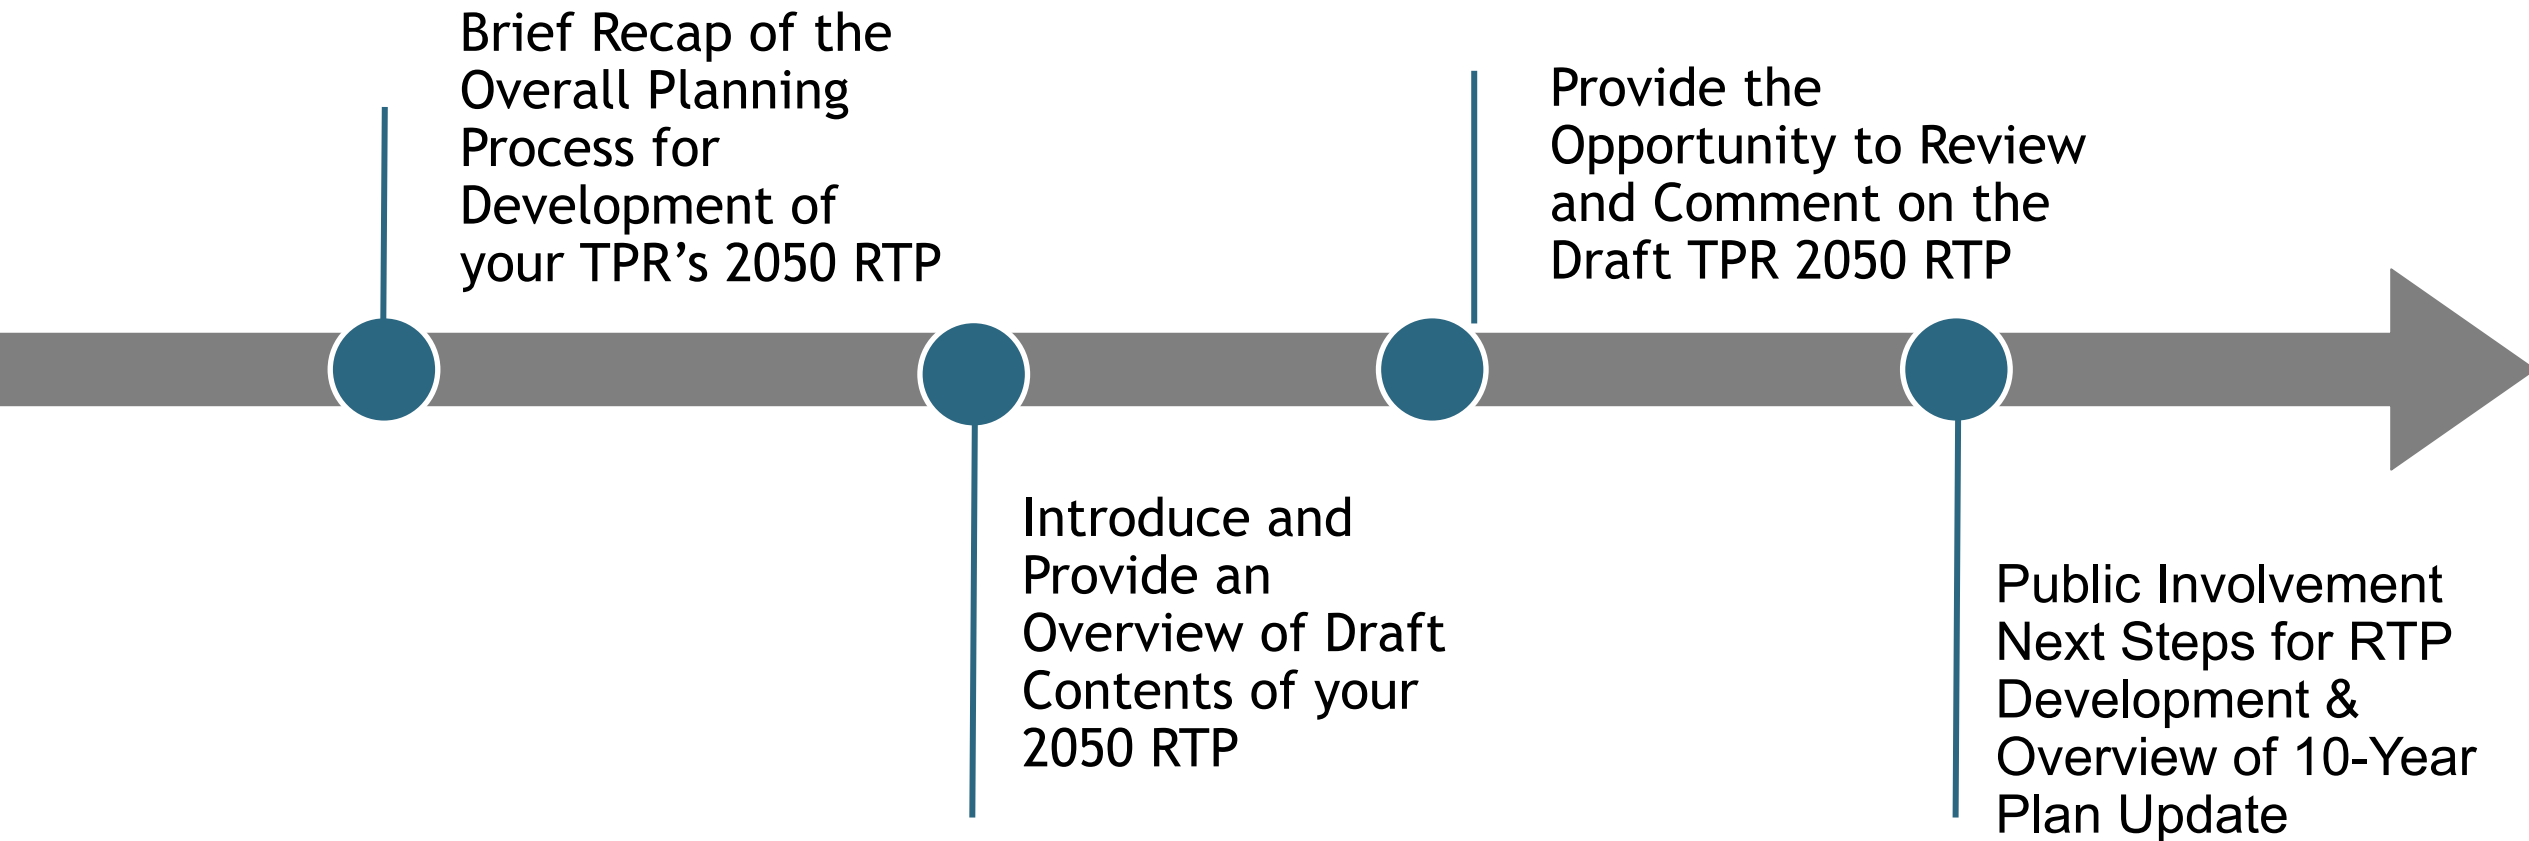 Brief Recap of the
Overall Planning
Process for
Development of
your TPR’s 2050 RTP
Introduce and
Provide an
Overview of Draft
Contents of your
2050 RTP
Provide the
Opportunity to Review
and Comment on the
Draft TPR 2050 RTP
Public Involvement
Next Steps for RTP
Development &
Overview of 10-Year
Plan Update